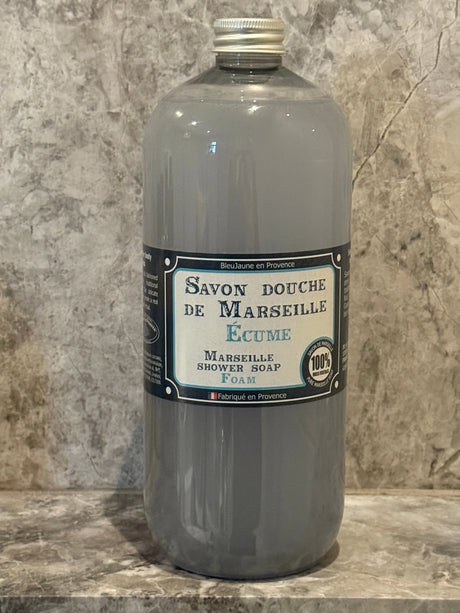 BleuJaune en Provence
SAVON DOUCHE
DE MARSEILLE
ÉCUME
MARSEILLE
SHOWER SOAP
FOAM
100%
Fabriqué en Provence